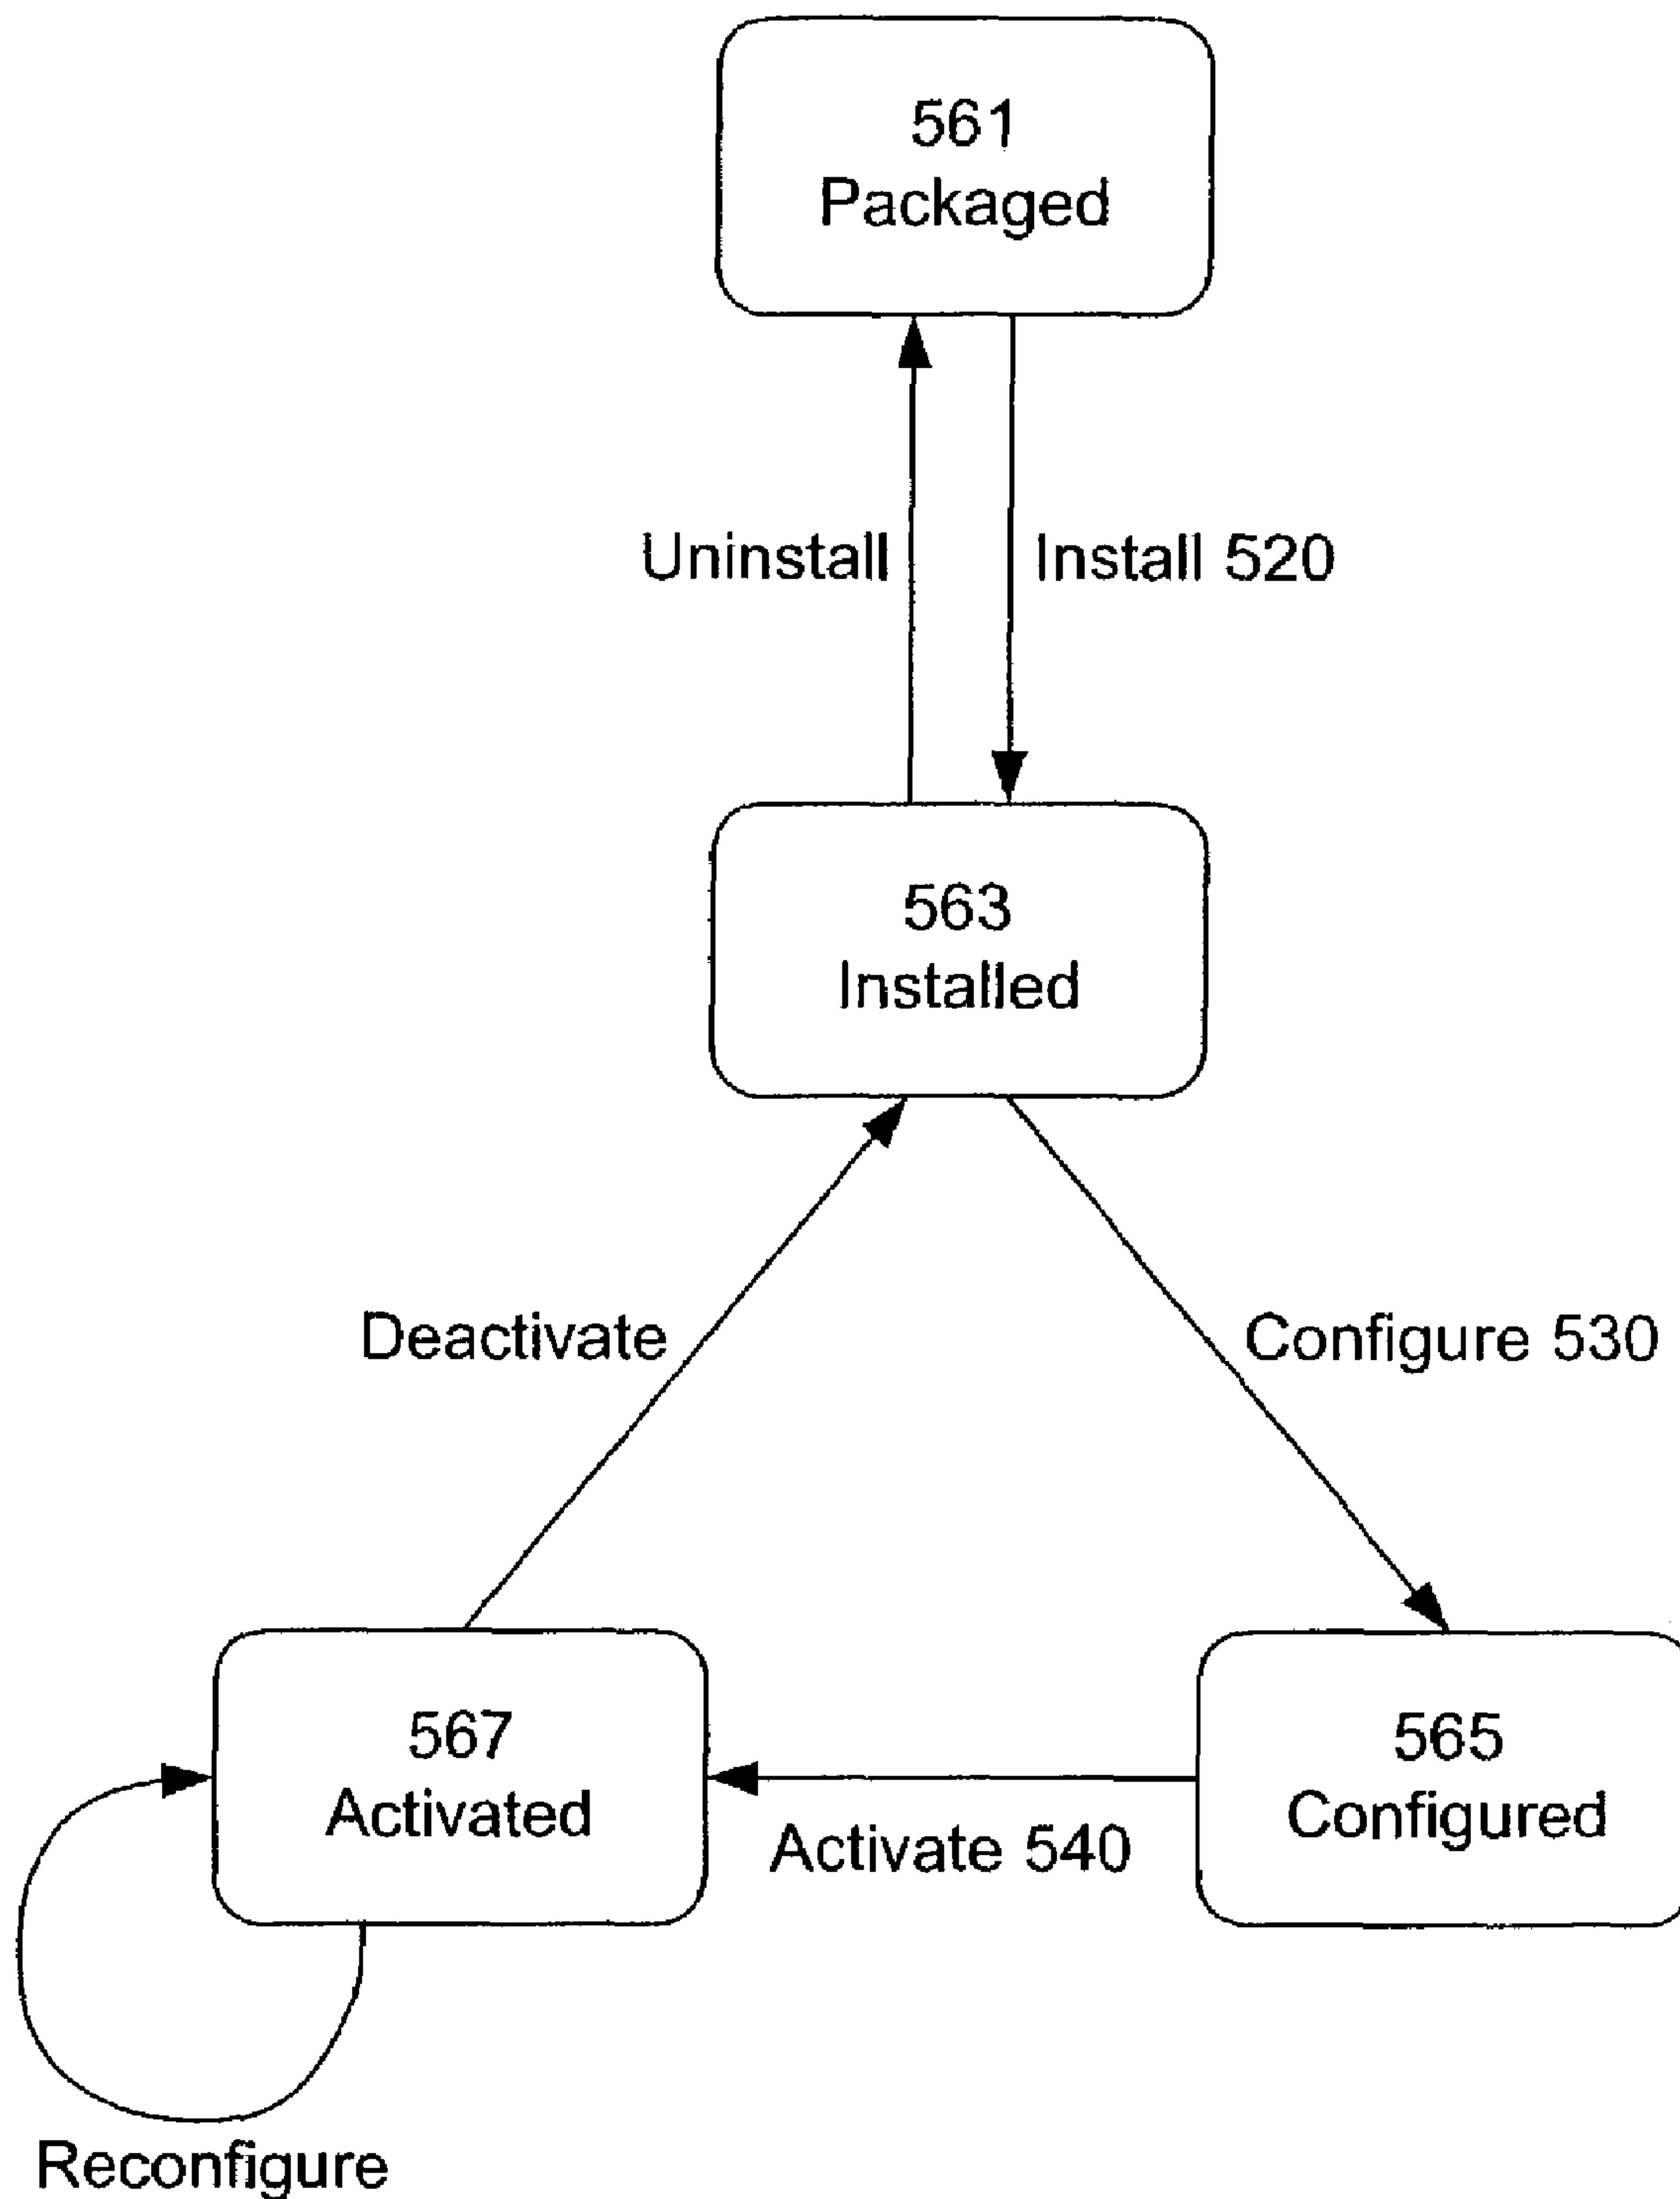 561
Packaged
Uninstall
Install 520
563
Installed
Deactivate
Configure 530
567
Activated
565
Configured
Activate 540
Reconfigure